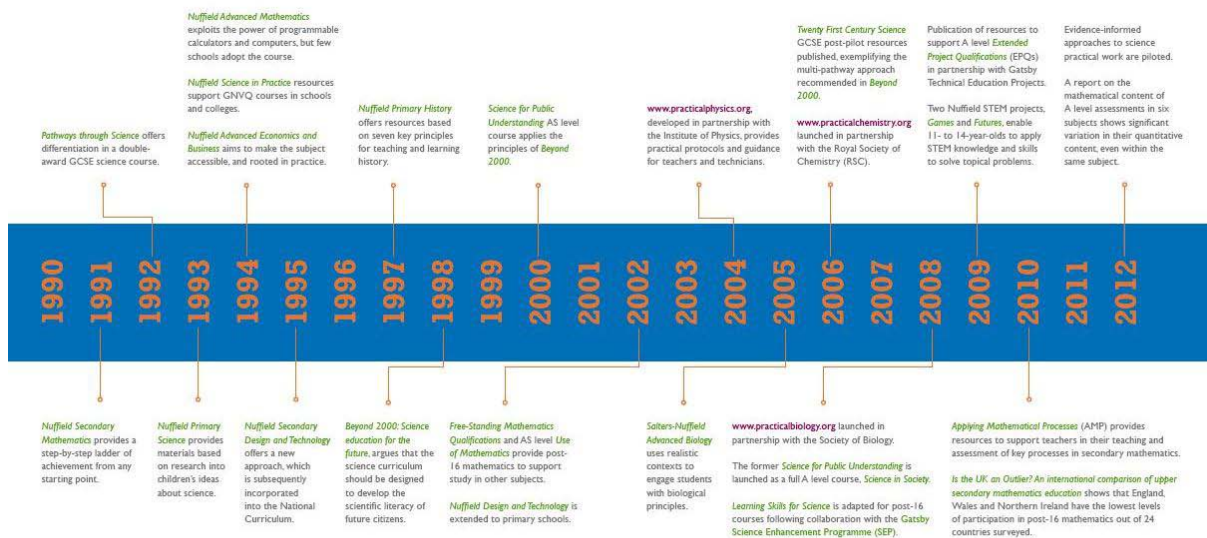 Nuffield Advanced Mathematics
exploits the power of programmable
calculators and computers, but few
schools adopt the course.
Nuffield Science in Practice resources
support GNVQ courses in schools
and colleges.
Pathways through Science offers
differentiation in a double-
award GCSE science course.
Nuffield Advanced Economics and
Business aims to make the subject
accessible, and rooted in practice.
Nuffield Primary History
offers resources based
on seven key principles
for teaching and learning
history.
Science for Public
Understanding AS level
course applies the
principles of Beyond
2000.
www.practicalphysics.org,
developed in partnership with
the Institute of Physics, provides
practical protocols and guidance
for teachers and technicians.
Twenty First Century Science
GCSE post-pilot resources
published, exemplifying the
multi-pathway approach
recommended in Beyond
2000.
www.practicalchemistry.org
launched in partnership
with the Royal Society of
Chemistry (RSC).
Publication of resources to
support A level Extended
Project Qualifications (EPQs)
in partnership with Gatsby
Technical Education Projects.
Two Nuffield STEM projects,
Games and Futures, enable
11- to 14-year-olds to apply
STEM knowledge and skills
to solve topical problems.
Evidence-informed
approaches to science
practical work are piloted.
A report on the
mathematical content of
A level assessments in six
subjects shows significant
variation in their quantitative
content, even within the
same subject.
1990
1991
1992
1993
1994
1995
1996
1997
1998
1999
2000
2001
2002
2003
2004
2005
2006
2007
2008
2009
2010
2011
2012
Nuffield Secondary
Mathematics provides a
step-by-step ladder of
achievement from any
starting point.
Nuffield Primary
Science provides
materials based
on research into
children's ideas
about science.
Nuffield Secondary
Design and Technology
offers a new
approach, which
is subsequently
incorporated
into the National
Curriculum.
Beyond 2000: Science
education for the
future, argues that the
science curriculum
should be designed
to develop the
scientific literacy of
future citizens.
Free-Standing Mathematics
Qualifications and AS level Use
of Mathematics provide post-
16 mathematics to support
study in other subjects.
Nuffield Design and Technology is
extended to primary schools.
Salters-Nuffield
Advanced Biology
uses realistic
contexts to
engage students
with biological
principles.
www.practicalbiology.org launched in
partnership with the Society of Biology.
The former Science for Public Understanding is
launched as a full A level course, Science in Society.
Learning Skills for Science is adapted for post-16
courses following collaboration with the Gatsby
Science Enhancement Programme (SEP).
Applying Mathematical Processes (AMP) provides
resources to support teachers in their teaching and
assessment of key processes in secondary mathematics.
Is the UK an Outlier? An international comparison of upper
secondary mathematics education shows that England,
Wales and Northern Ireland have the lowest levels
of participation in post-16 mathematics out of 24
countries surveyed.